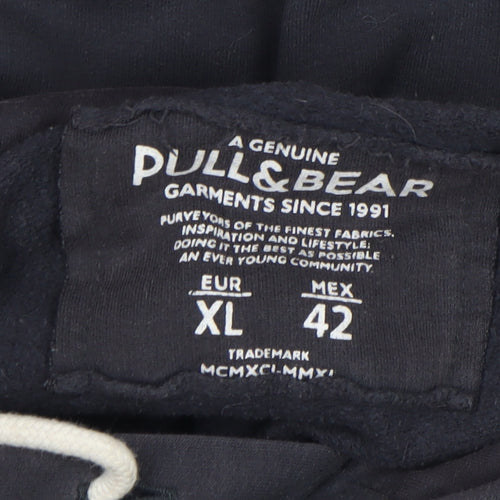 A GENUINE
PULL&BEAR
GARMENTS SINCE 1991
PURVEYORS OF THE FINEST FABRICS.
INSPIRATION AND LIFESTYLE;
DOING IT THE BEST AS POSSIBLE
AN EVER YOUNG COMMUNITY.
EUR MEX
XL 42
TRADEMARK
MCMXCI-MMXI